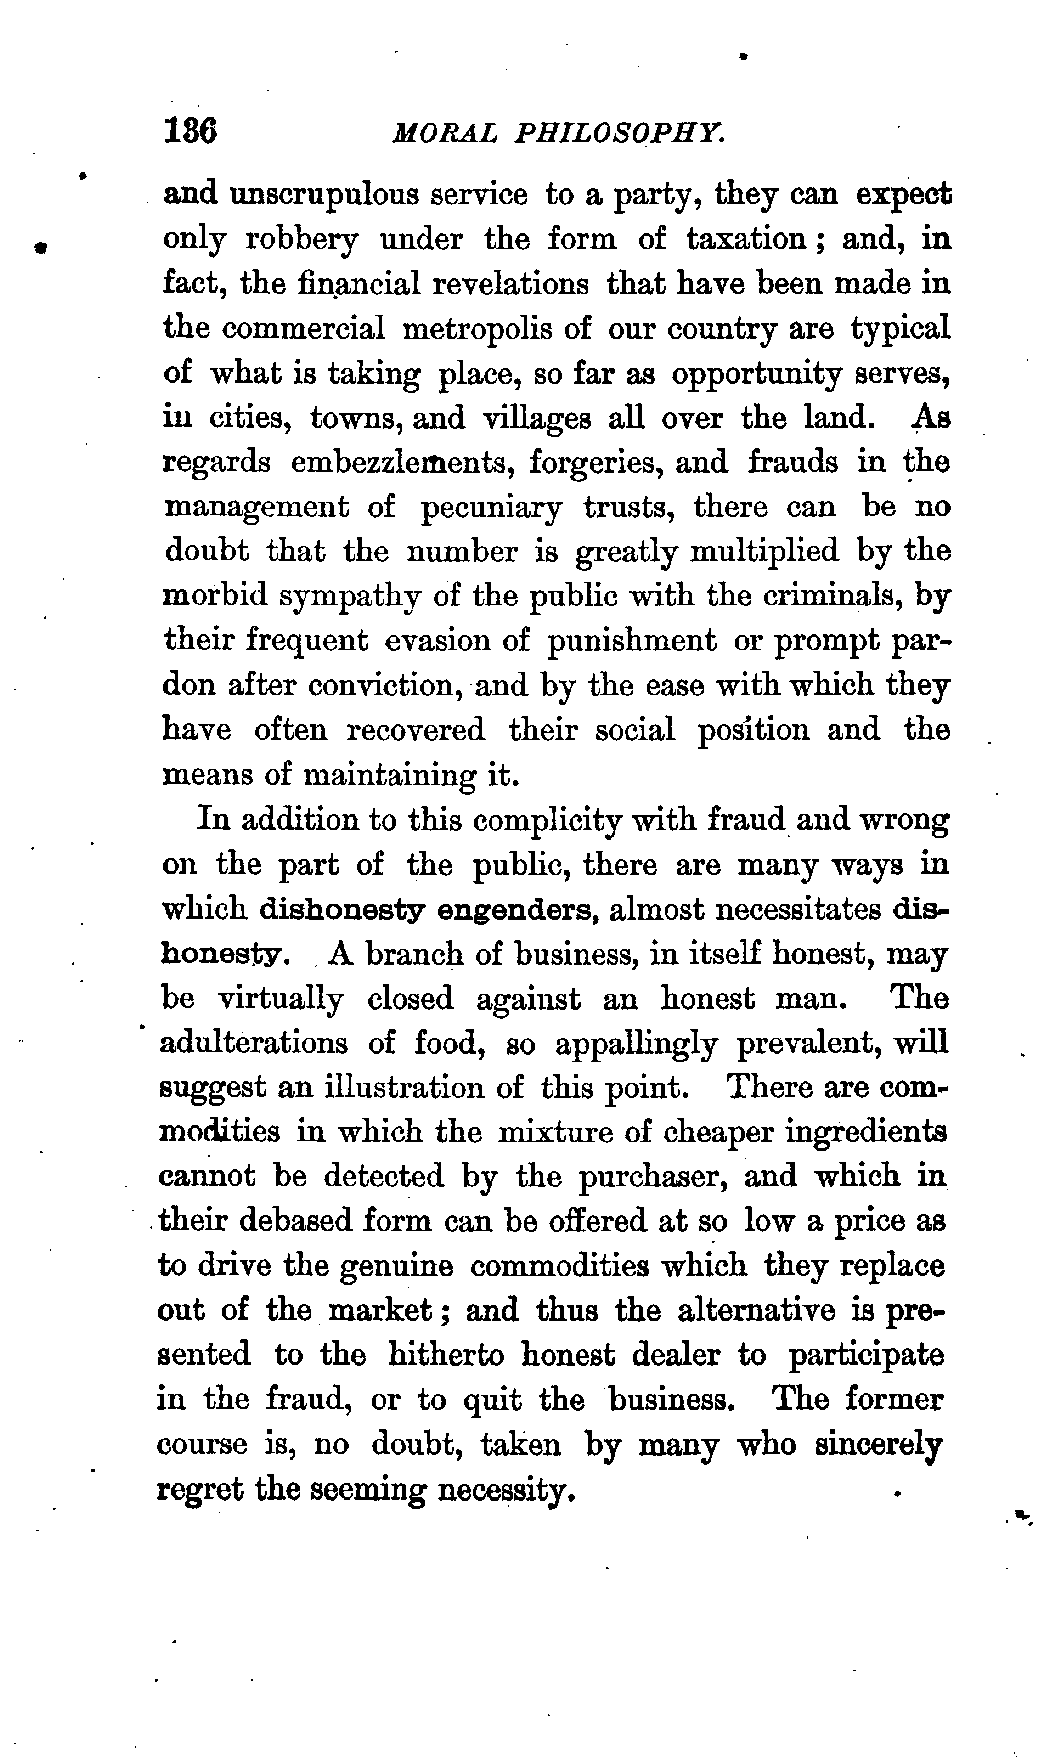 136 MORAL PHILOSOPHY.
and unscrupulous service to a party, they can expect
only robbery under the form of taxation; and, in
fact, the financial revelations that have been made in
the commercial metropolis of our country are typical
of what is taking place, so far as opportunity serves,
in cities, towns, and villages all over the land. As
regards embezzlements, forgeries, and frauds in the
management of pecuniary trusts, there can be no
doubt that the number is greatly multiplied by the
morbid sympathy of the public with the criminals, by
their frequent evasion of punishment or prompt par-
don after conviction, and by the ease with which they
have often recovered their social position and the
means of maintaining it.
In addition to this complicity with fraud and wrong
on the part of the public, there are many ways in
which dishonesty engenders, almost necessitates dis-
honesty. A branch of business, in itself honest, may
be virtually closed against an honest man. The
adulterations of food, so appallingly prevalent, will
suggest an illustration of this point. There are com-
modities in which the mixture of cheaper ingredients
cannot be detected by the purchaser, and which in
their debased form can be offered at so low a price as
to drive the genuine commodities which they replace
out of the market; and thus the alternative is pre-
sented to the hitherto honest dealer to participate
in the fraud, or to quit the business. The former
course is, no doubt, taken by many who sincerely
regret the seeming necessity.